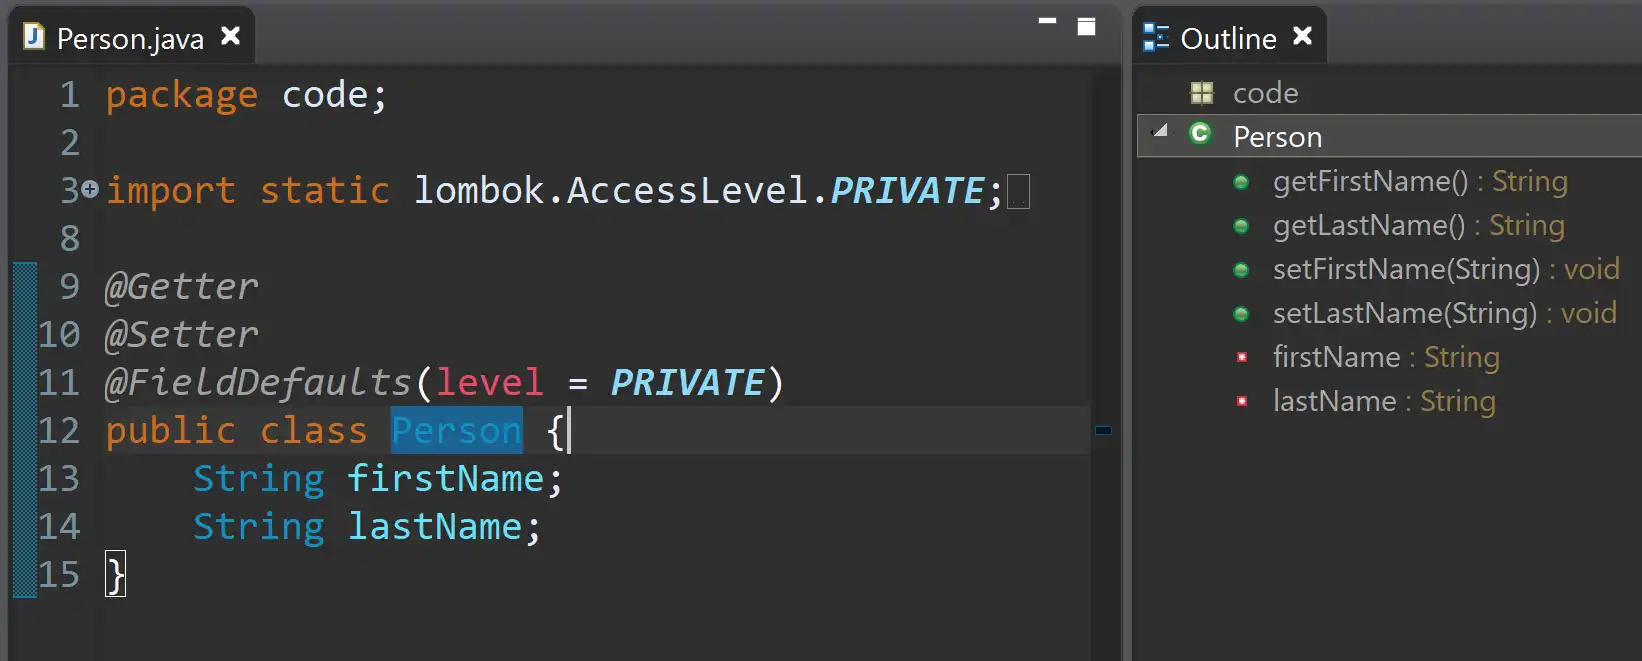 Person.java
1 package code;
2
3 import static lombok.AccessLevel.PRIVATE;
8
9 @Getter
10 @Setter
11 @FieldDefaults(level = PRIVATE)
12 public class Person {
13 String firstName;
14 String lastName;
15 }
Outline
code
Person
getFirstName() : String
getLastName() : String
setFirstName(String) : void
setLastName(String) : void
firstName : String
lastName : String